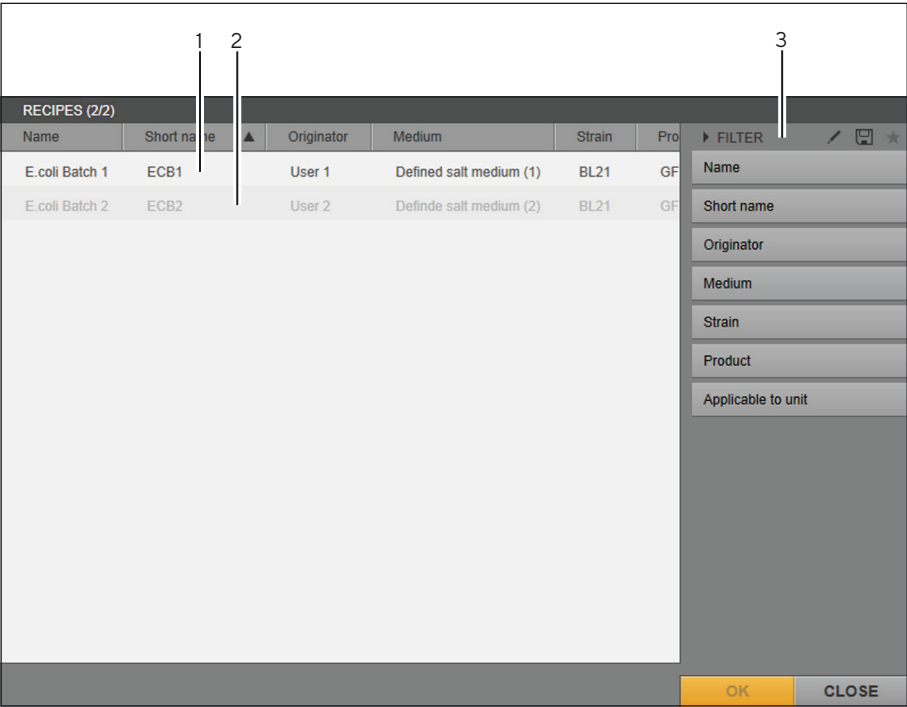 1 2 3
RECIPES (2/2)
Name Short name ▲ Originator Medium Strain Pro FILTER
E.coli Batch 1 ECB1 User 1 Defined salt medium (1) BL21 GF Name
E.coli Batch 2 ECB2 User 2 Definde salt medium (2) BL21 GF Short name
Originator
Medium
Strain
Product
Applicable to unit
OK CLOSE